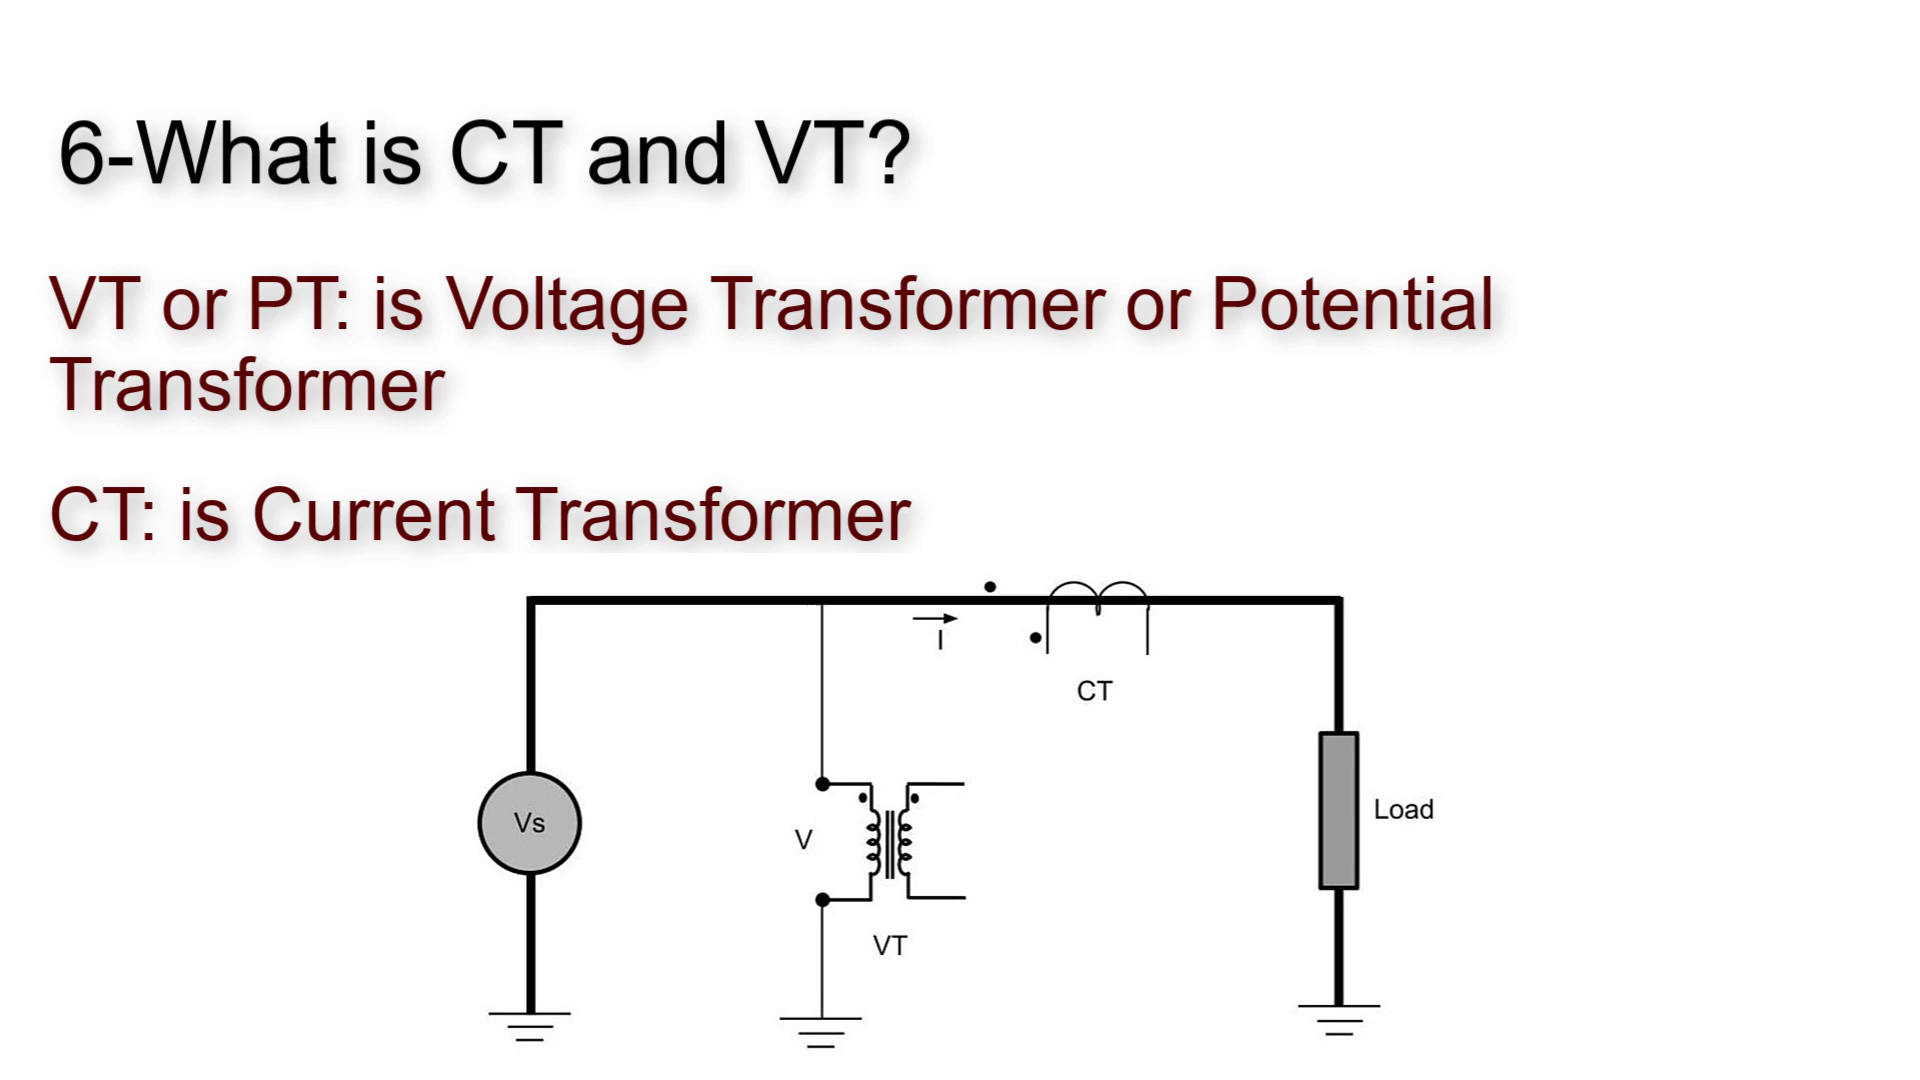 6-What is CT and VT?
VT or PT: is Voltage Transformer or Potential
Transformer
CT: is Current Transformer
I
CT
Vs
V
Load
VT